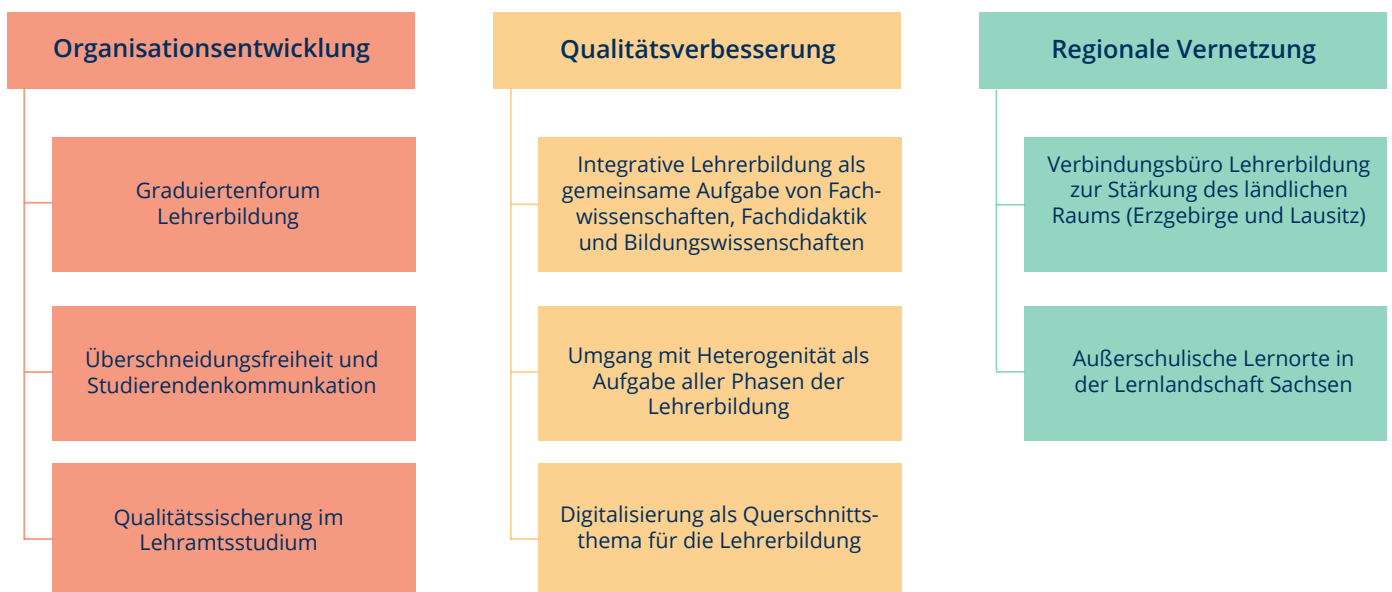 Organisationsentwicklung
Graduiertenforum
Lehrerbildung
Überschneidungsfreiheit und
Studierendenkommunkation
Qualitätssischerung im
Lehramtsstudium
Qualitätsverbesserung
Integrative Lehrerbildung als
gemeinsame Aufgabe von Fach-
wissenschaften, Fachdidaktik
und Bildungswissenschaften
Umgang mit Heterogenität als
Aufgabe aller Phasen der
Lehrerbildung
Digitalisierung als Querschnitts-
thema für die Lehrerbildung
Regionale Vernetzung
Verbindungsbüro Lehrerbildung
zur Stärkung des ländlichen
Raums (Erzgebirge und Lausitz)
Außerschulische Lernorte in
der Lernlandschaft Sachsen